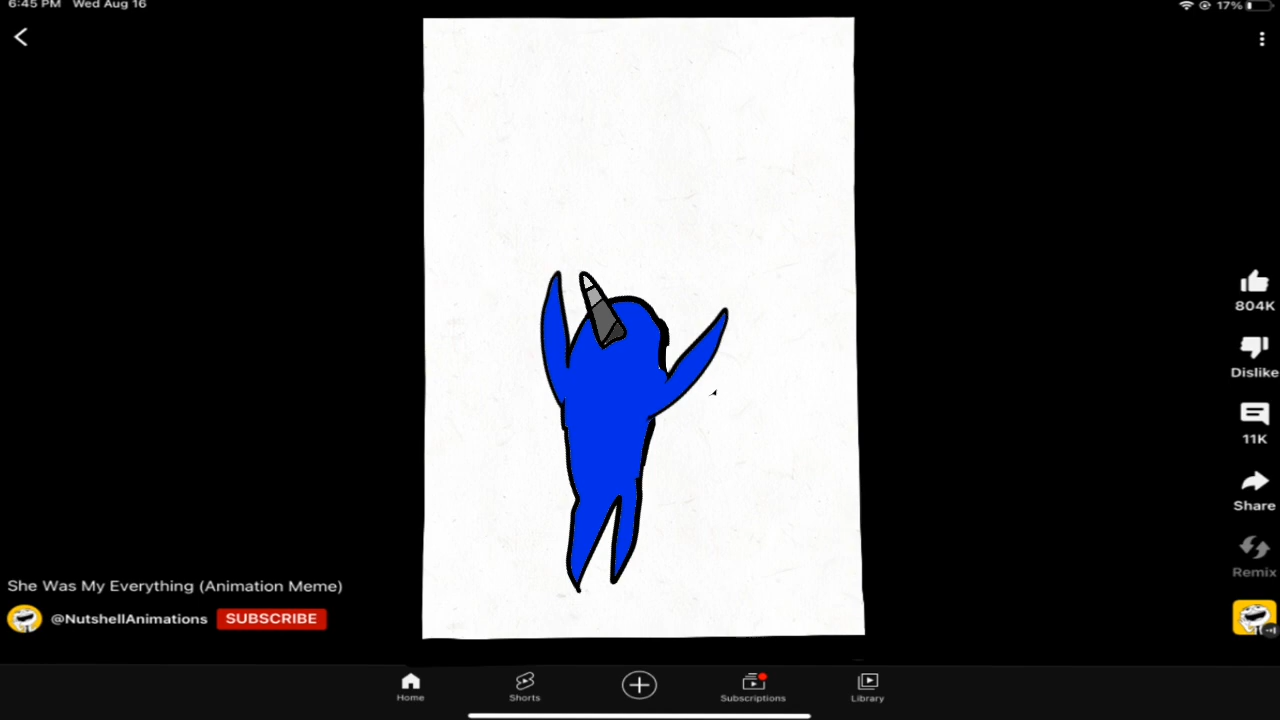 6:45 PM Wed Aug 16
17%
804K
Dislike
11K
Share
Remix
She Was My Everything (Animation Meme)
@NutshellAnimations SUBSCRIBE
Home Shorts Subscriptions Library